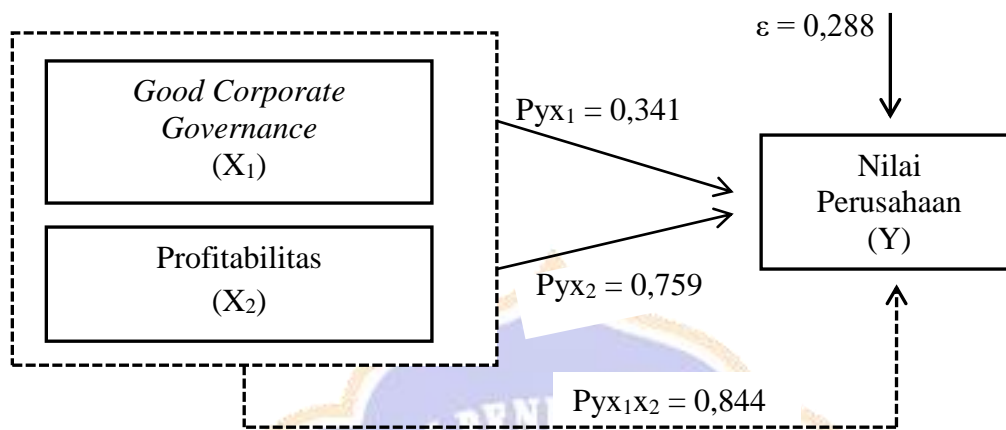 ε = 0,288
Good Corporate
Governance
(X₁)
Pyx₁ = 0,341
Nilai
Perusahaan
(Y)
Profitabilitas
(X₂)
Pyx₂ = 0,759
Pyx₁x₂ = 0,844